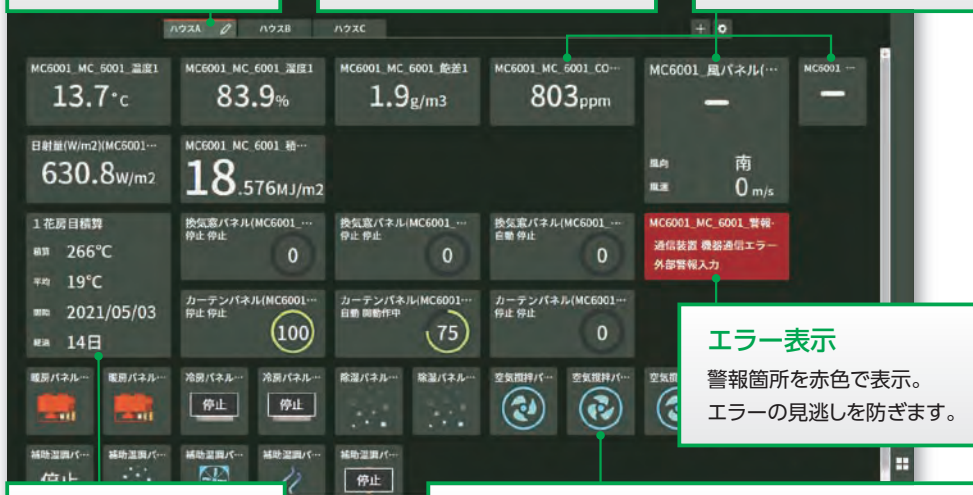 ハウスA
ハウスB
ハウスC
MC6001_MC_6001_温度1
13.7°C
MC6001_MC_6001_湿度1
83.9%
MC6001_MC_6001_飽差1
1.9g/m3
MC6001_MC_6001_CO…
803ppm
MC6001_風パネル(…
ー
風向 南
風速 0 m/s
MC6001 …
ー
日射量(W/m2)(MC6001…
630.8W/m2
MC6001_MC_6001_積…
18.576MJ/m2
1花房目積算
積算 266℃
平均 19℃
開始 2021/05/03
経過 14日
換気窓パネル(MC6001_…
停止 停止
0
換気窓パネル(MC6001_…
停止 停止
0
換気窓パネル(MC6001_…
自動 停止
0
MC6001_MC_6001_警報-
通信装置 機器通信エラー
外部警報入力
カーテンパネル(MC6001…
停止 停止
100
カーテンパネル(MC6001…
自動 開動作中
75
カーテンパネル(MC6001…
停止 停止
0
エラー表示
警報箇所を赤色で表示。
エラーの見逃しを防ぎます。
暖房パネル…
暖房パネル…
冷房パネル…
停止
冷房パネル…
停止
除湿パネル…
除湿パネル…
空気撹拌パ…
空気撹拌パ…
空気撹
補助温調パ…
停止
補助温調パ…
補助温調パ…
補助温調パ…
補助温調パ…
停止